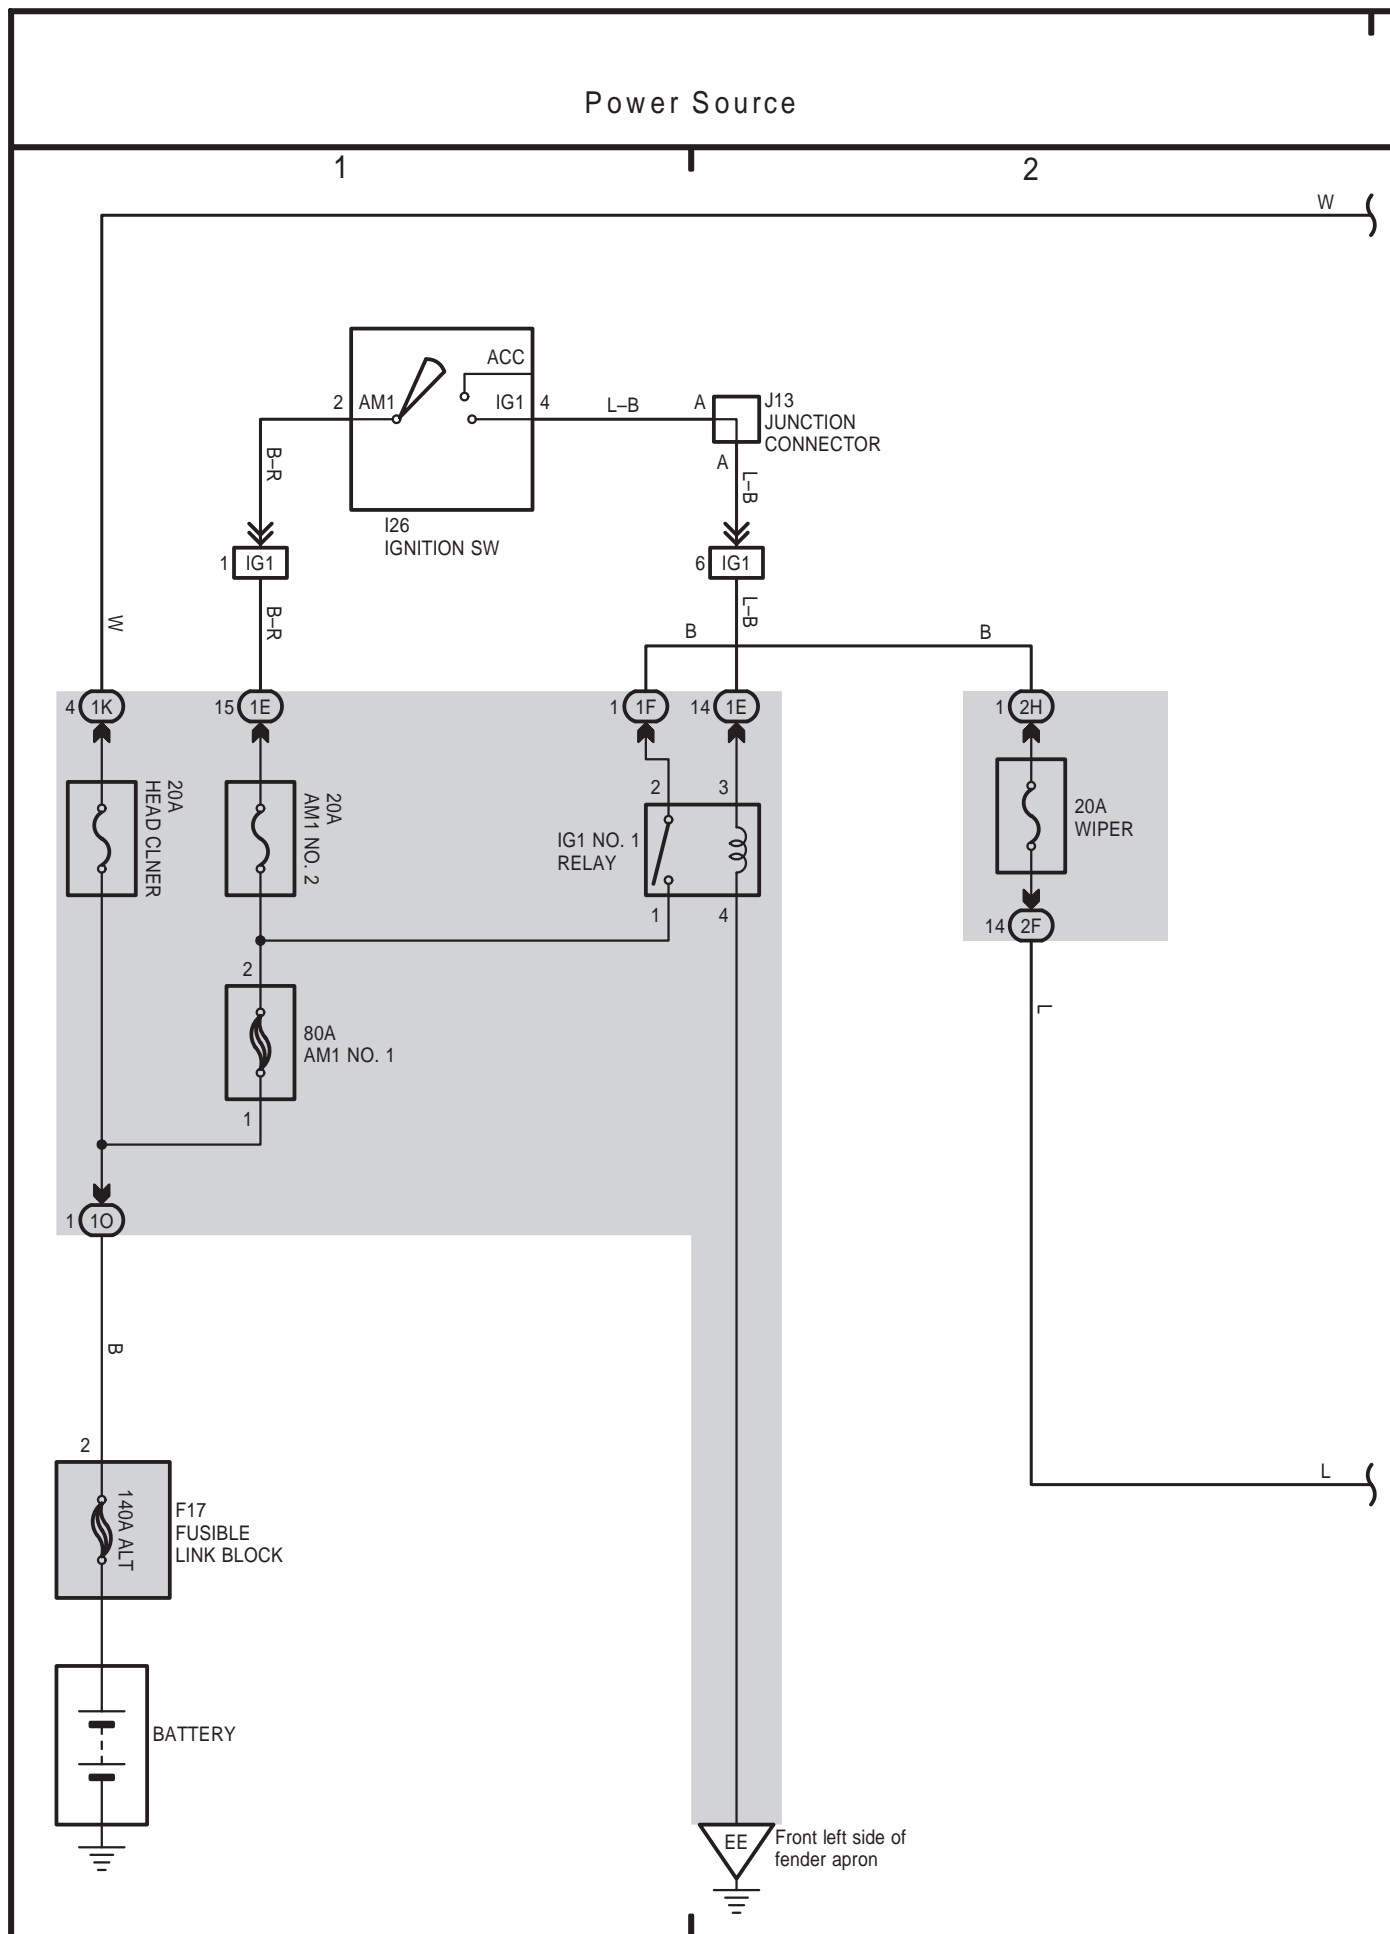 Power Source
1
2
W
ACC
2
AM1
IG1
4
L–B
A
J13
JUNCTION
CONNECTOR
A
B–R
L–B
I26
IGNITION SW
1
IG1
6
IG1
W
B–R
L–B
B
B
4
1K
15
1E
1
1F
14
1E
1
2H
20A
HEAD CLNER
20A
AM1 NO. 2
2
3
IG1 NO. 1
RELAY
1
4
20A
WIPER
14
2F
2
80A
AM1 NO. 1
1
L
1
1O
B
2
140A ALT
F17
FUSIBLE
LINK BLOCK
L
BATTERY
EE
Front left side of
fender apron